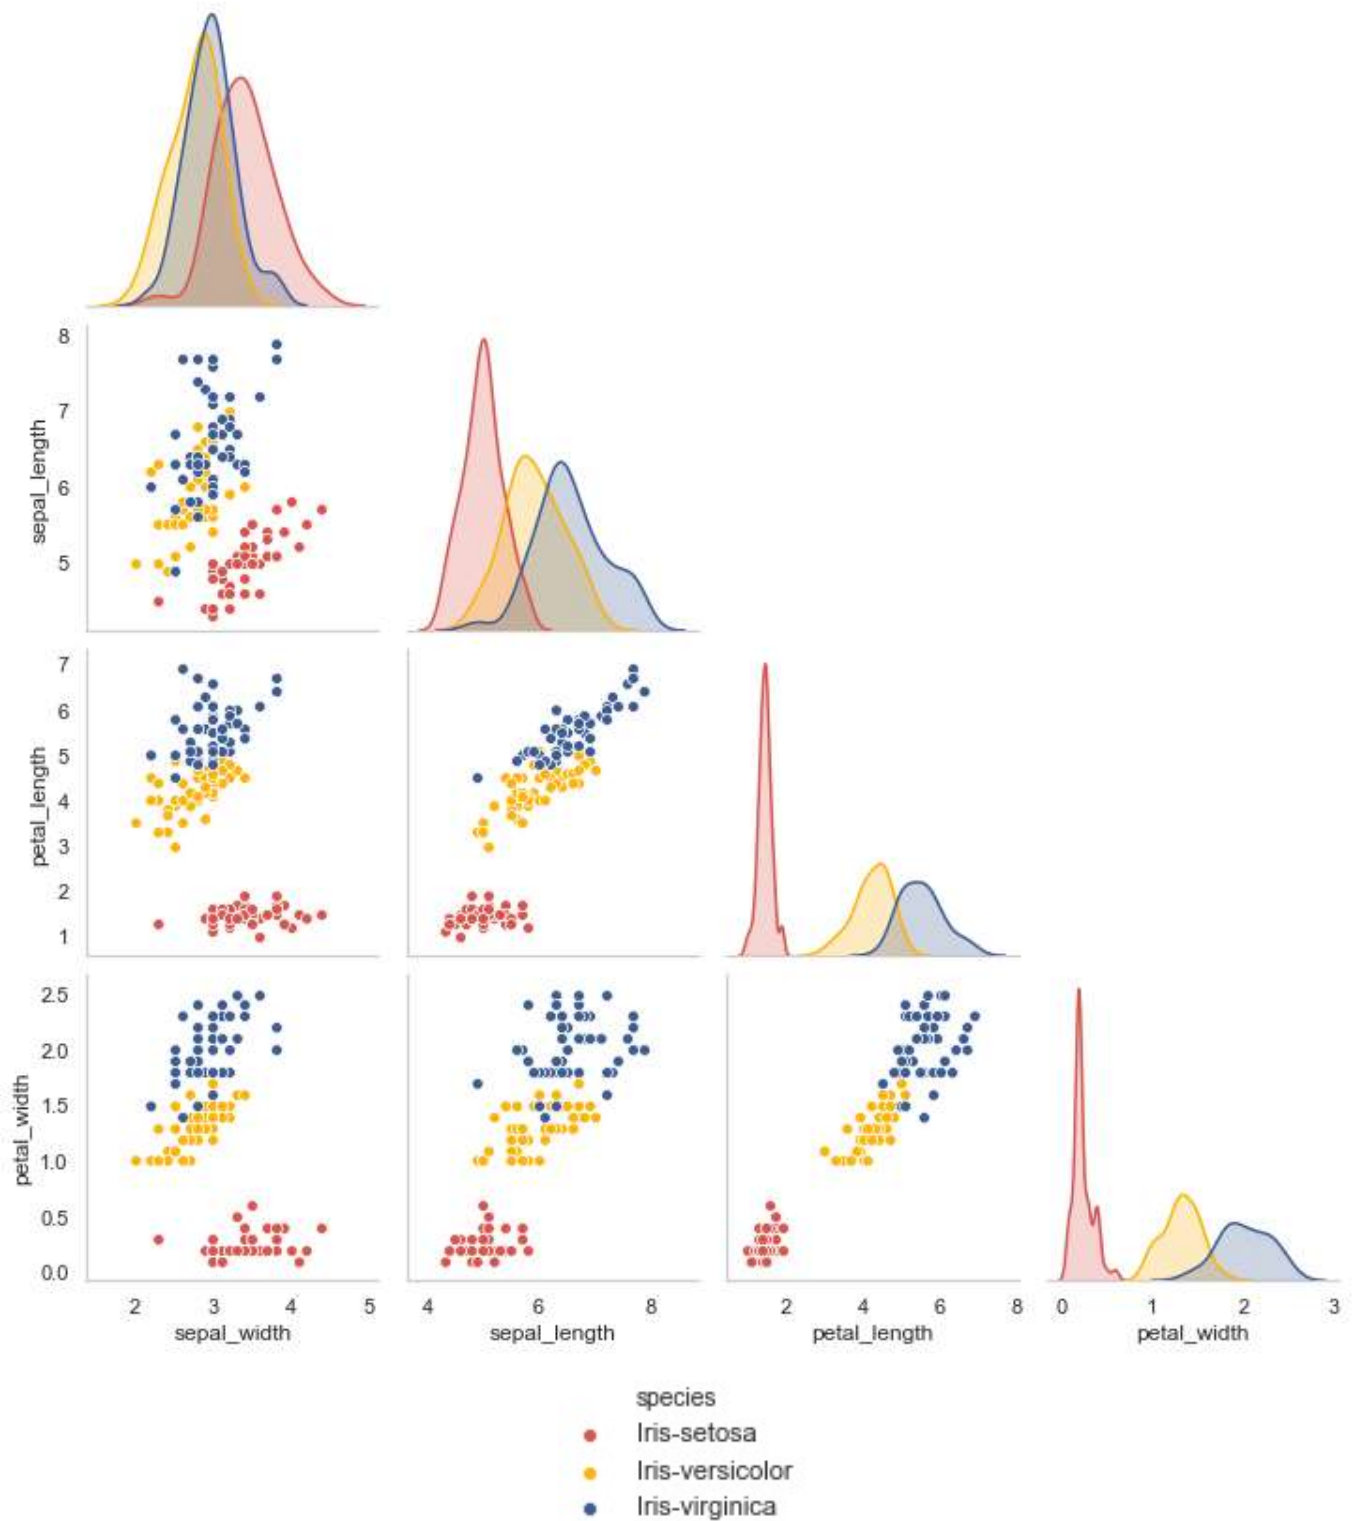 8
7
6
5
sepal_length
7
6
5
4
3
2
1
petal_length
2.5
2.0
1.5
1.0
0.5
0.0
petal_width
2 3 4 5 4 6 8 2 4 6 8 0 1 2 3
sepal_width sepal_length petal_length petal_width
species
Iris-setosa
Iris-versicolor
Iris-virginica